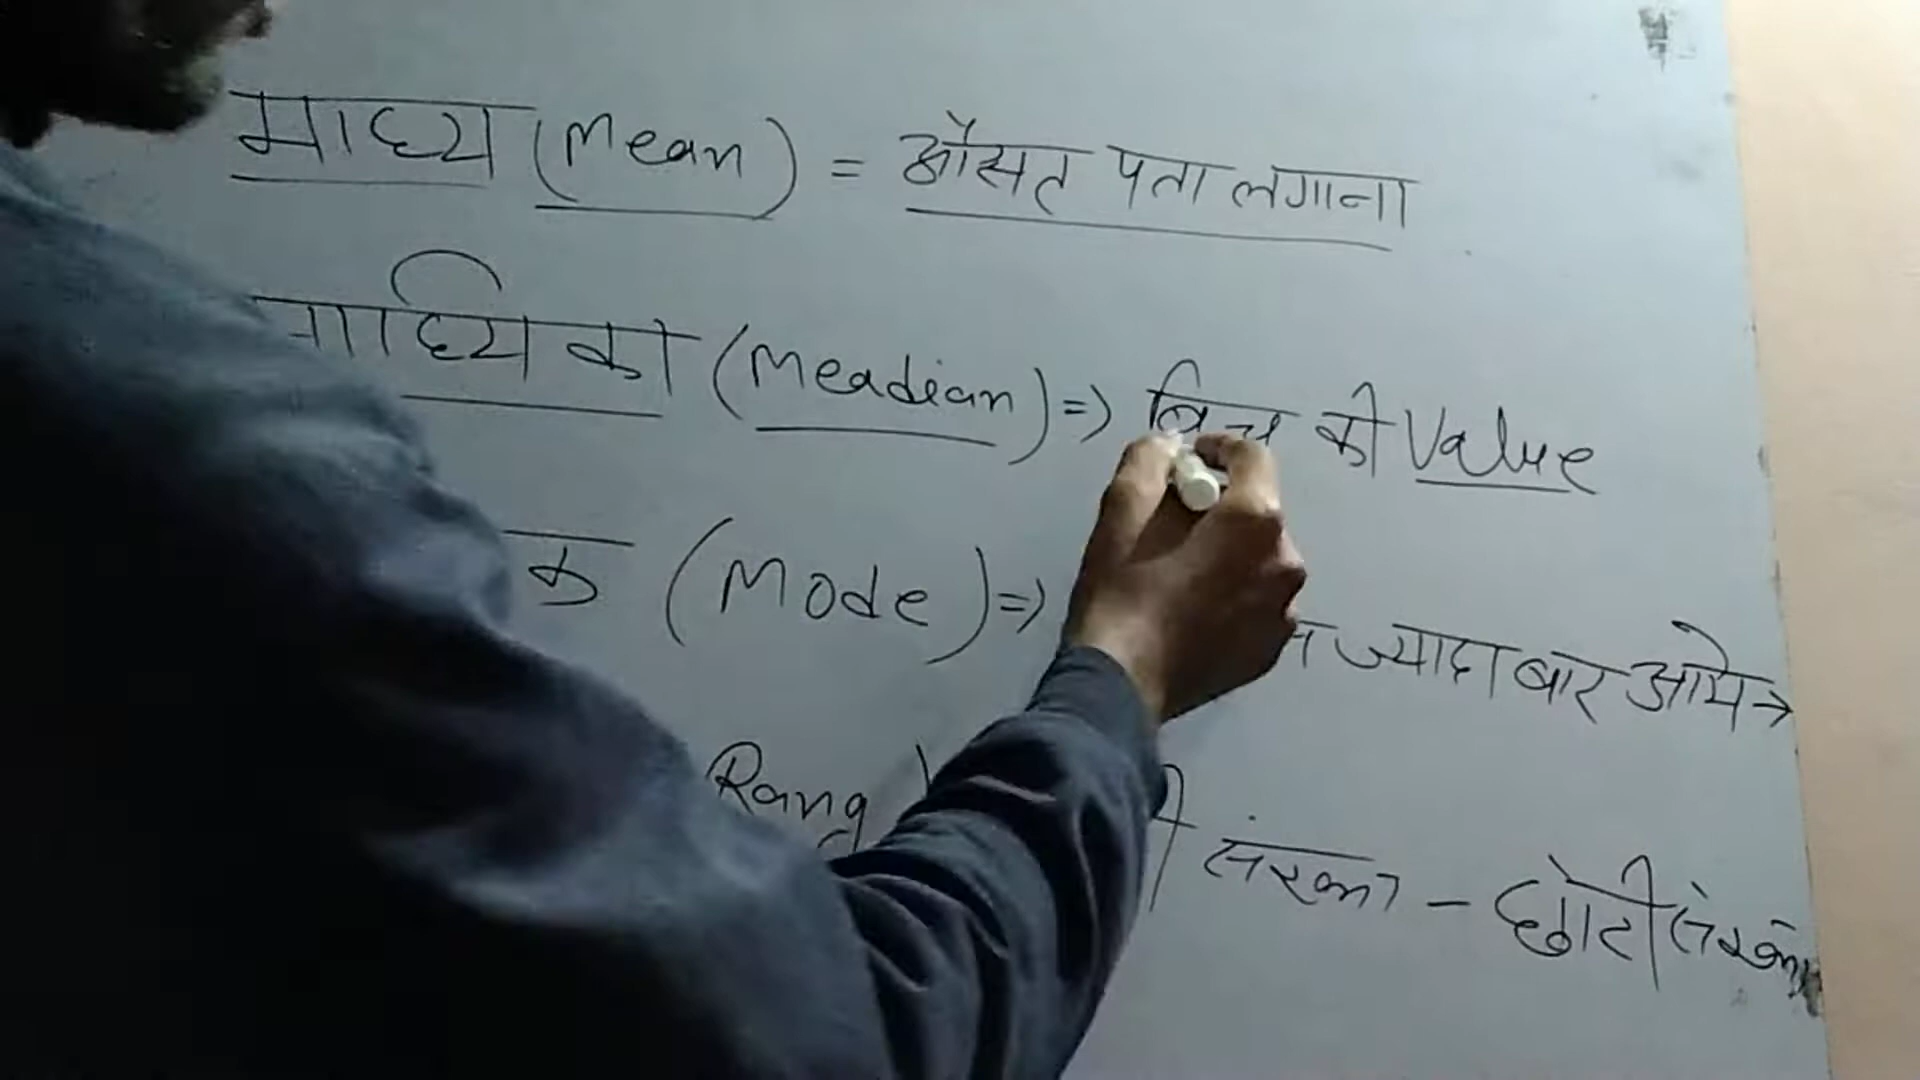 माध्य (Mean) = औसत पता लगाना
माध्यिका (Meadian) => बिच की Value
क (Mode) => ज्यादा बार आये →
Rang संख्या - छोटी संख्या